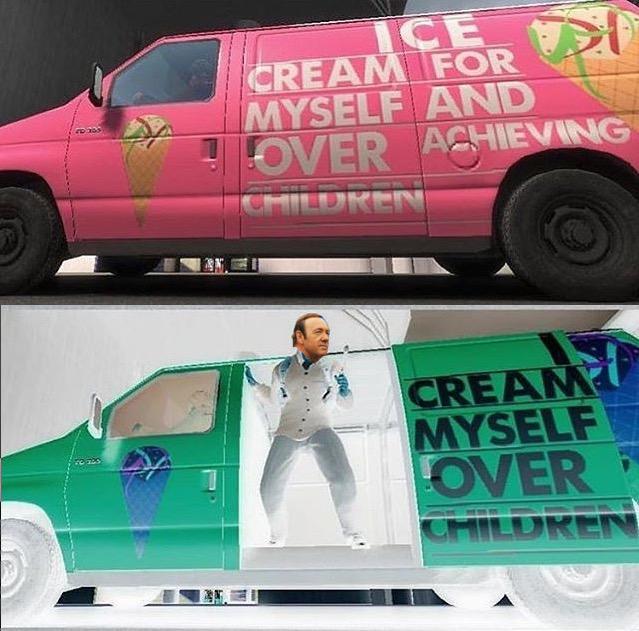 ICE
CREAM FOR
MYSELF AND
OVER ACHIEVING
CHILDREN
CREAM
MYSELF
OVER
CHILDREN